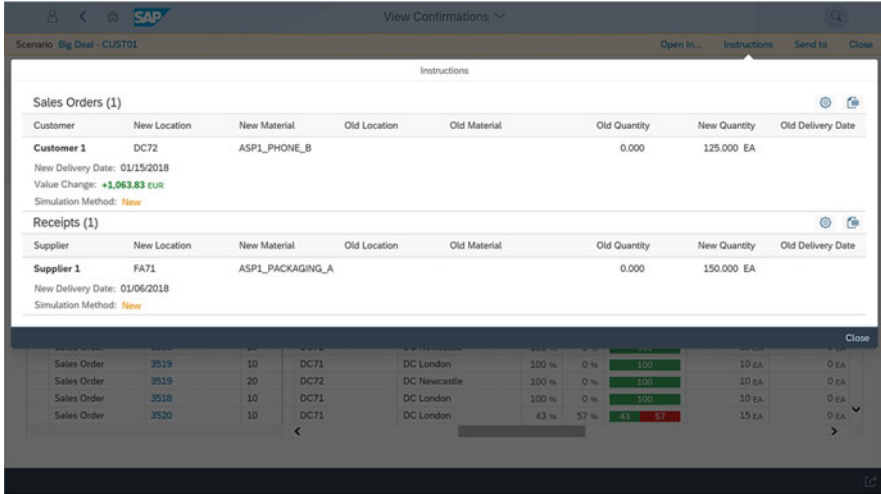 SAP View Confirmations
Scenario Big Deal - CUST01 Open In... Instructions Send to Close
Instructions
Sales Orders (1)
Customer New Location New Material Old Location Old Material Old Quantity New Quantity Old Delivery Date
Customer 1 DC72 ASP1_PHONE_B 0.000 125.000 EA
New Delivery Date: 01/15/2018
Value Change: +1,063.83 EUR
Simulation Method: New
Receipts (1)
Supplier New Location New Material Old Location Old Material Old Quantity New Quantity Old Delivery Date
Supplier 1 FA71 ASP1_PACKAGING_A 0.000 150.000 EA
New Delivery Date: 01/06/2018
Simulation Method: New
Close
Sales Order 3519 10 DC71 DC London 100 % 0 % 100 10 EA 0 EA
Sales Order 3519 20 DC72 DC Newcastle 100 % 0 % 100 10 EA 0 EA
Sales Order 3518 10 DC71 DC London 100 % 0 % 100 10 EA 0 EA
Sales Order 3520 10 DC71 DC London 43 % 57 % 43 57 15 EA 0 EA